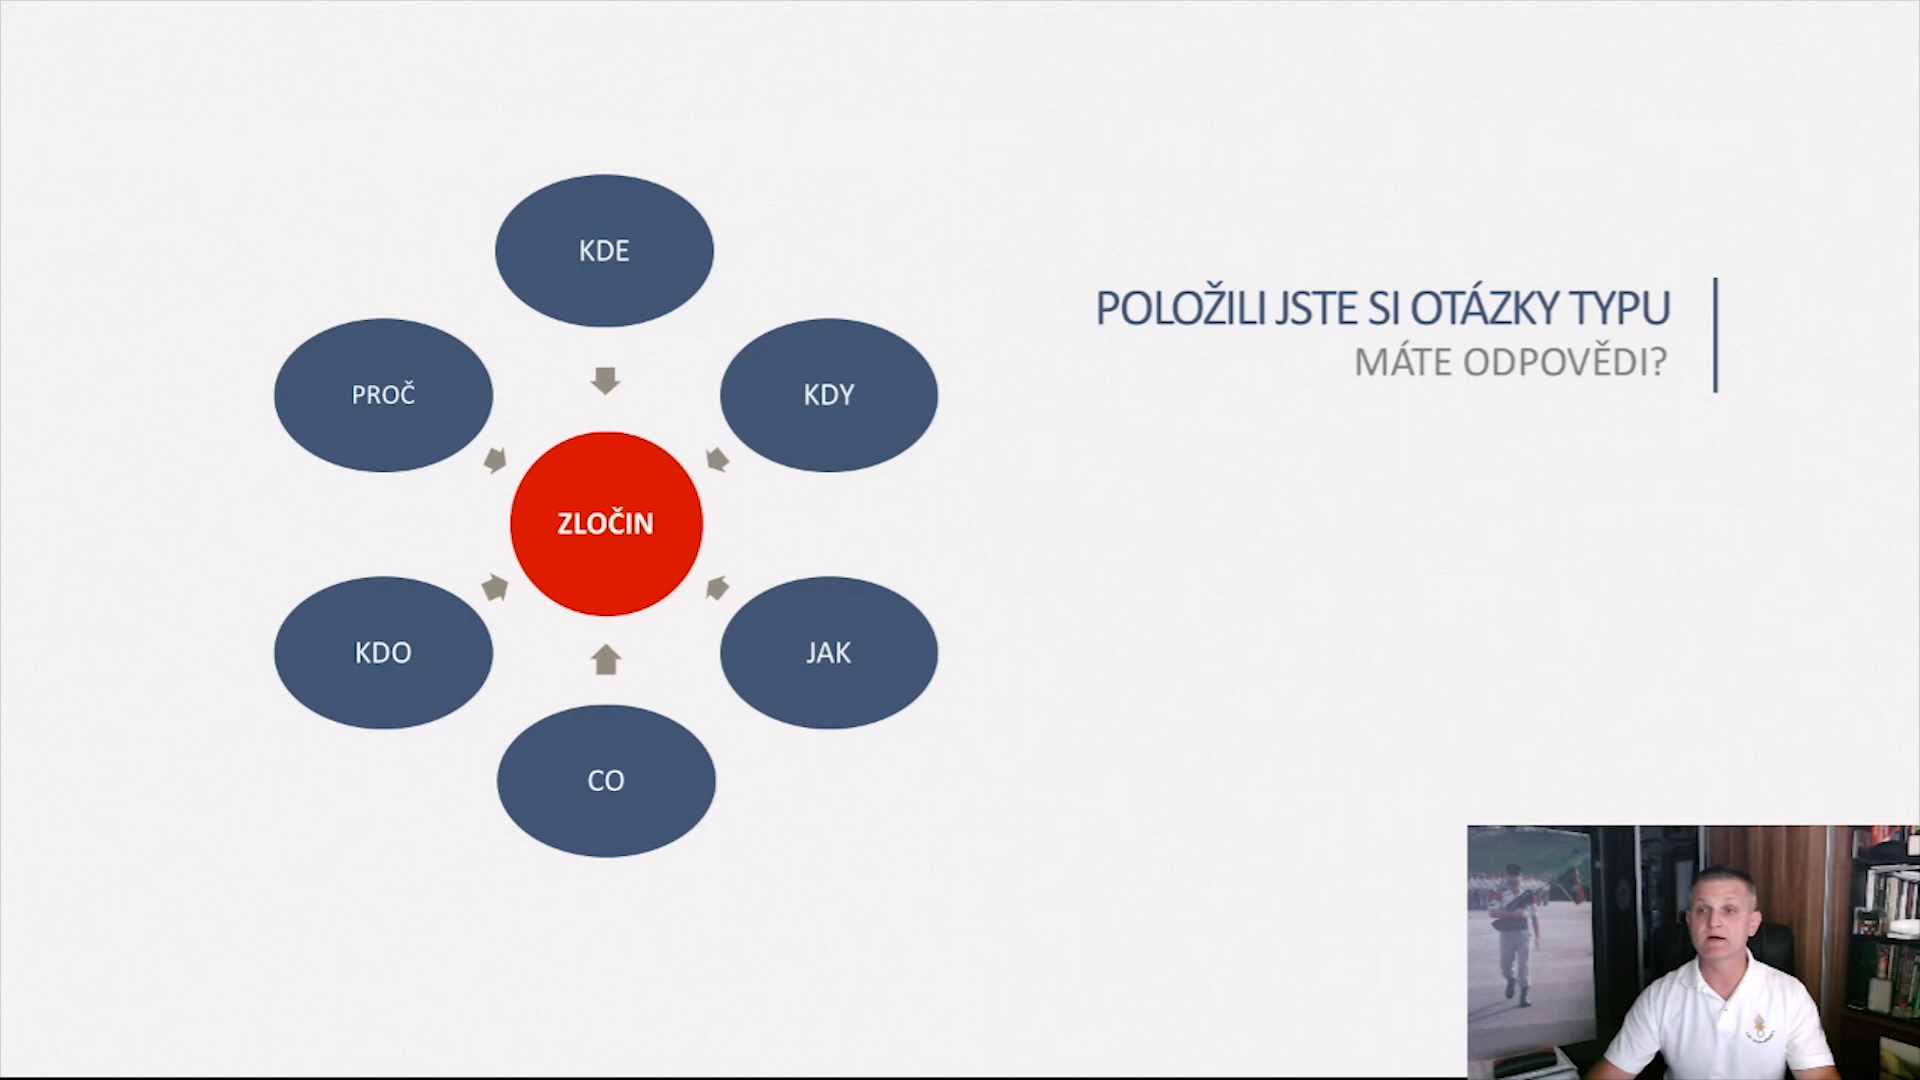 KDE
POLOŽILI JSTE SI OTÁZKY TYPU
MÁTE ODPOVĚDI?
PROČ
KDY
ZLOČIN
KDO
JAK
CO